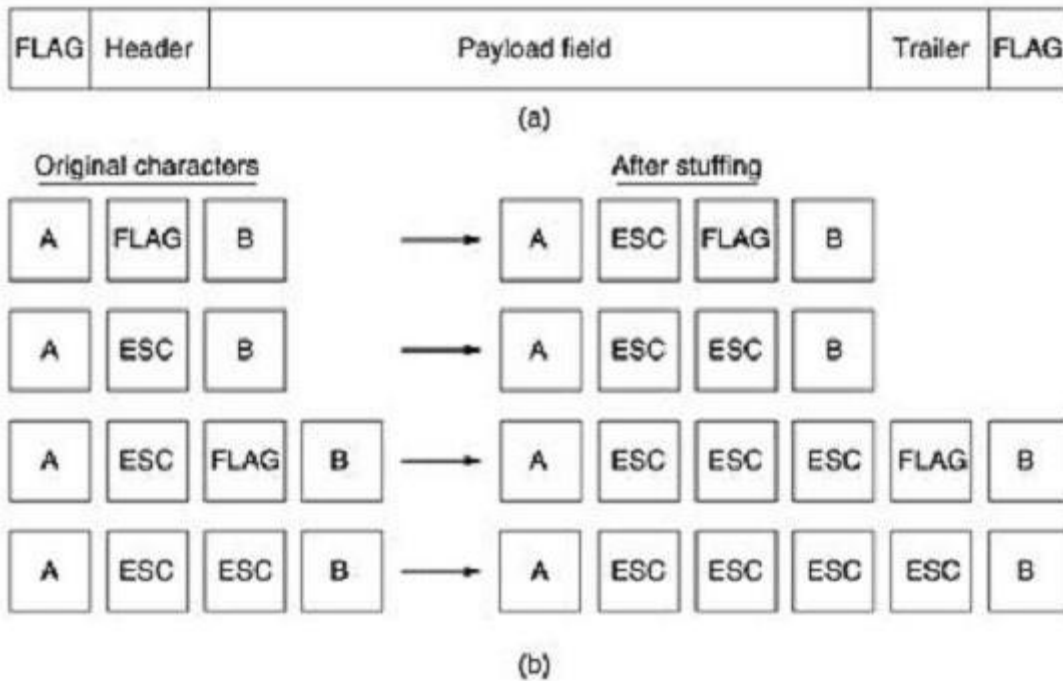 FLAG Header Payload field Trailer FLAG
(a)
Original characters After stuffing
A FLAG B A ESC FLAG B
A ESC B A ESC ESC B
A ESC FLAG B A ESC ESC ESC FLAG B
A ESC ESC B A ESC ESC ESC ESC B
(b)